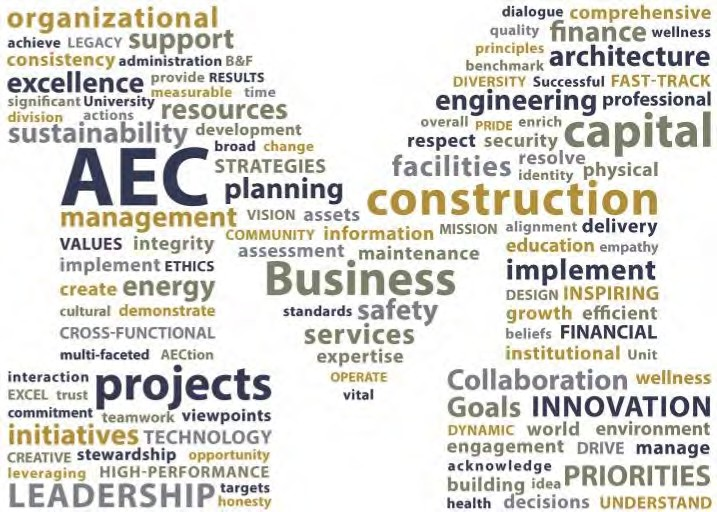 organizational
achieve LEGACY support
consistency administration B&F
excellence provide RESULTS
measurable time
significant University
division actions resources
sustainability development
broad change
AEC STRATEGIES
planning
management VISION assets
COMMUNITY information MISSION
VALUES integrity
assessment maintenance
implement ETHICS
Business
create energy
standards safety
cultural demonstrate
services
CROSS-FUNCTIONAL
expertise
multi-faceted AECtion
OPERATE
vital
dialogue comprehensive
quality finance wellness
principles architecture
benchmark
DIVERSITY Successful FAST-TRACK
engineering professional
overall PRIDE enrich capital
respect security
facilities resolve
identity physical
construction
alignment delivery
education empathy
implement
DESIGN INSPIRING
growth efficient
beliefs FINANCIAL
institutional Unit
interaction projects
EXCEL trust
commitment teamwork viewpoints
initiatives TECHNOLOGY
CREATIVE stewardship opportunity
leveraging HIGH-PERFORMANCE
LEADERSHIP targets
honesty
Collaboration wellness
Goals INNOVATION
DYNAMIC world environment
engagement DRIVE manage
acknowledge PRIORITIES
building idea
health decisions UNDERSTAND